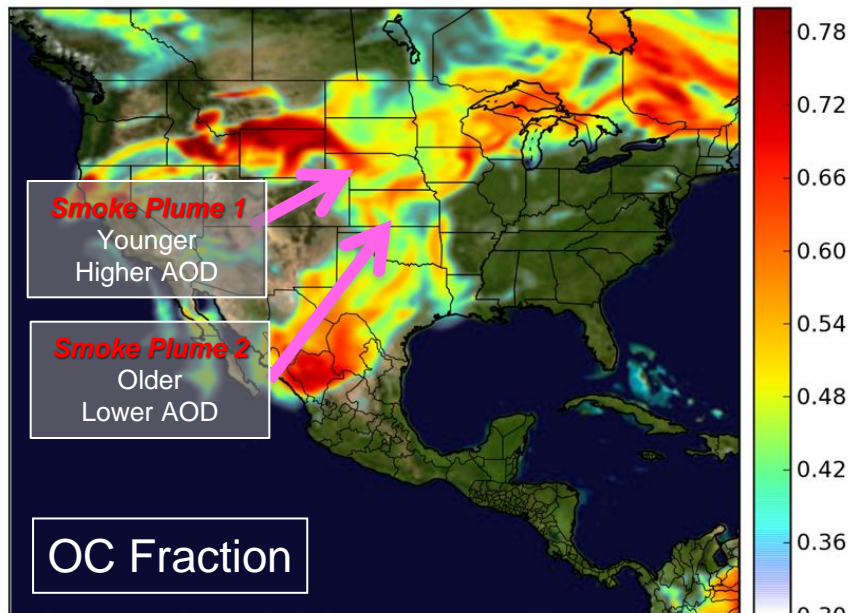 0.78
0.72
0.66
0.60
0.54
0.48
0.42
0.36
Smoke Plume 1
Younger
Higher AOD
Smoke Plume 2
Older
Lower AOD
OC Fraction